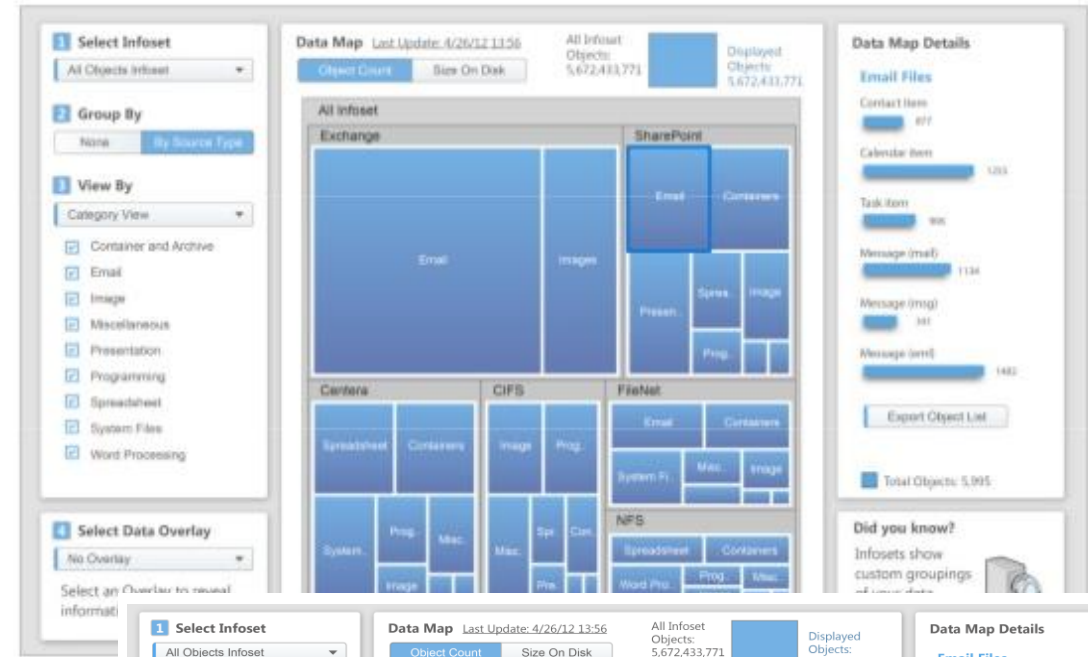 1 Select Infoset
All Objects Infoset
2 Group By
None By Source Type
3 View By
Category View
Container and Archive
Email
Image
Miscellaneous
Presentation
Programming
Spreadsheet
System Files
Word Processing
4 Select Data Overlay
No Overlay
Select an Overlay to reveal
informati
Data Map Last Update: 4/26/12 13:56
Object Count Size On Disk
All Infoset
Objects:
5,672,433,771
Displayed
Objects:
5,672,433,771
All Infoset
Exchange
Email Images
SharePoint
Email Containers
Presen.. Sprea.. Image
Prog..
Centera
Spreadsheet Containers
System.. Prog.. Misc.
Image
CIFS
Image Prog..
Misc. Spr.. Con..
Pre..
FileNet
Email Containers
System Fi.. Misc.. Image
NFS
Spreadsheet Containers
Word Pro.. Prog.. Misc.
Data Map Details
Email Files
Contact Item
877
Calendar Item
1255
Task Item
Message (mail)
1134
Message (msg)
Message (eml)
1482
Export Object List
Total Objects: 5,995
Did you know?
Infosets show
custom groupings
of your data
1 Select Infoset
All Objects Infoset
Data Map Last Update: 4/26/12 13:56
Object Count Size On Disk
All Infoset
Objects:
5,672,433,771
Displayed
Objects:
Data Map Details
Email Files